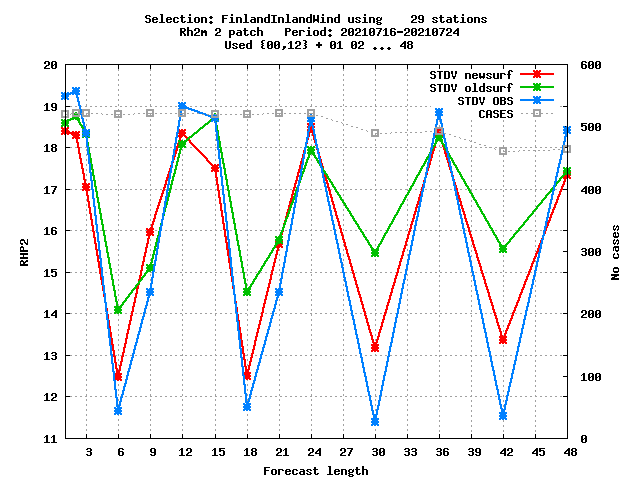 Selection: FinlandInlandWind using    29 stations
Rh2m 2 patch   Period: 20210716-20210724
Used {00,12} + 01 02 ... 48
20
19
18
17
16
15
14
13
12
11
RHP2
STDV newsurf
STDV oldsurf
STDV OBS
CASES
600
500
400
300
200
100
0
No cases
3 6 9 12 15 18 21 24 27 30 33 36 39 42 45 48
Forecast length